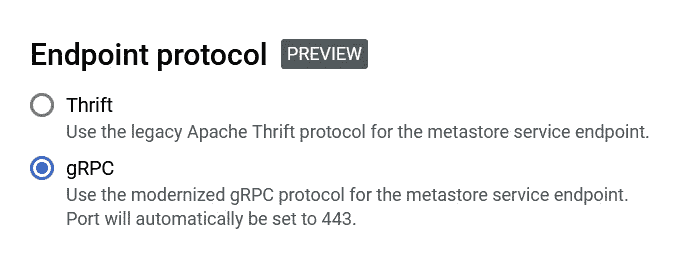 Endpoint protocol PREVIEW
Thrift
Use the legacy Apache Thrift protocol for the metastore service endpoint.
gRPC
Use the modernized gRPC protocol for the metastore service endpoint.
Port will automatically be set to 443.